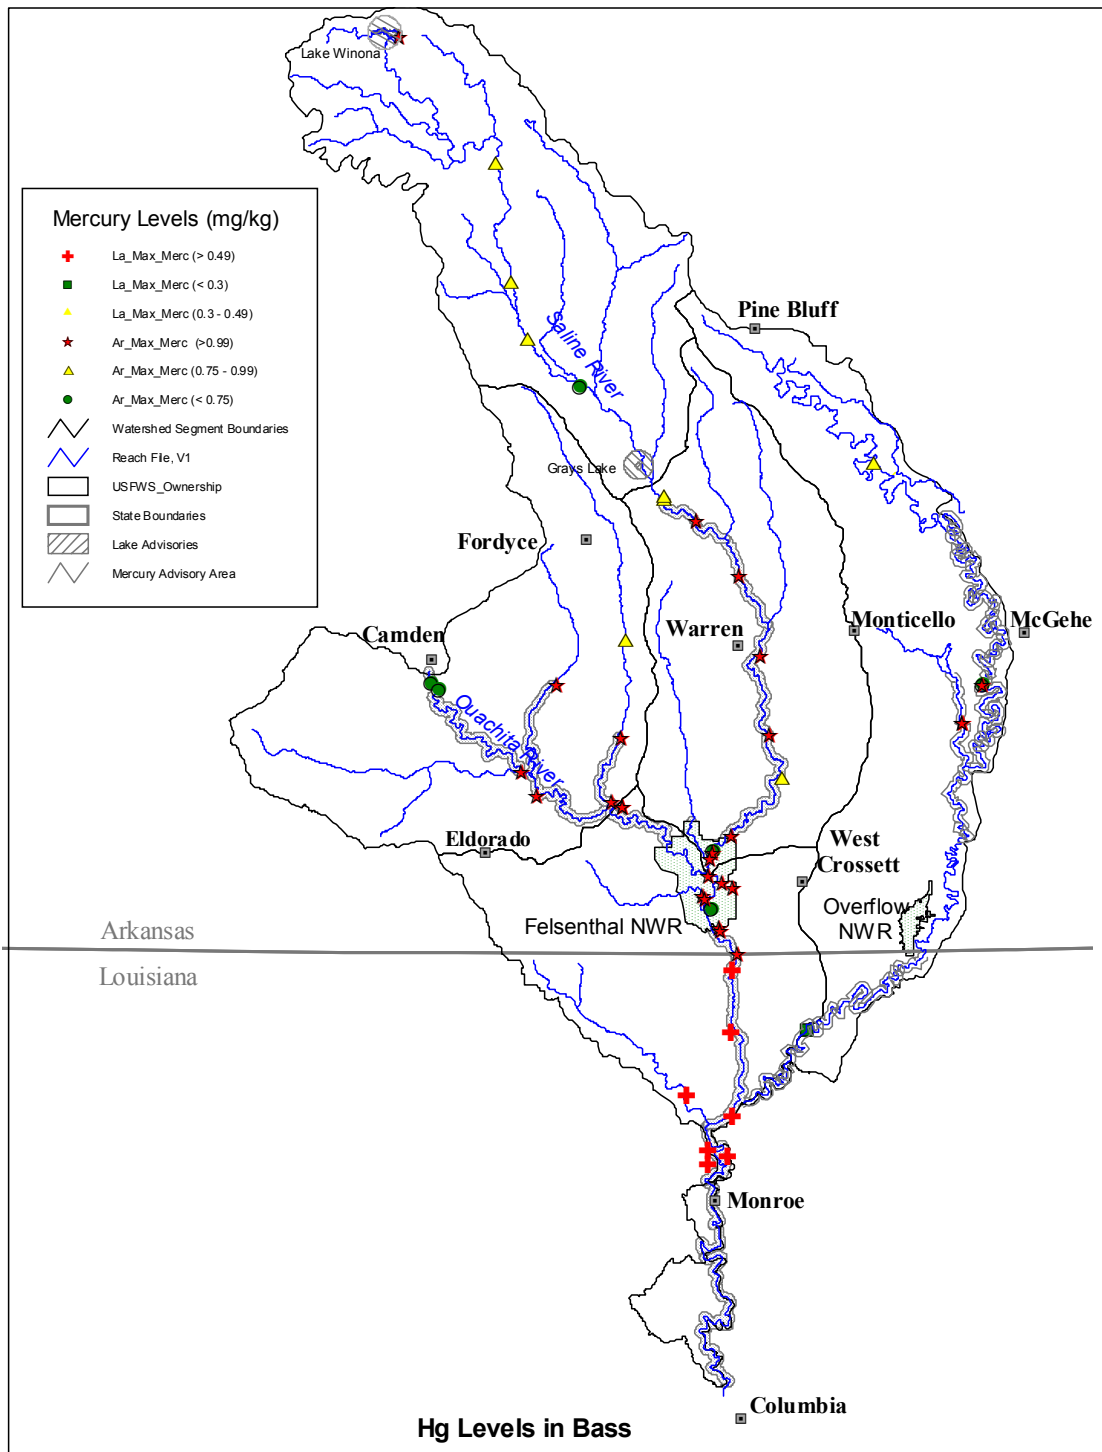 Lake Winona
Mercury Levels (mg/kg)
La_Max_Merc (> 0.49)
La_Max_Merc (< 0.3)
La_Max_Merc (0.3 - 0.49)
Ar_Max_Merc (>0.99)
Ar_Max_Merc (0.75 - 0.99)
Ar_Max_Merc (< 0.75)
Watershed Segment Boundaries
Reach File, V1
USFWS_Ownership
State Boundaries
Lake Advisories
Mercury Advisory Area
Pine Bluff
Saline River
Grays Lake
Fordyce
Camden
Warren
Monticello
McGehe
Ouachita River
Eldorado
West
Crossett
Felsenthal NWR
Overflow
NWR
Arkansas
Louisiana
Monroe
Columbia
Hg Levels in Bass